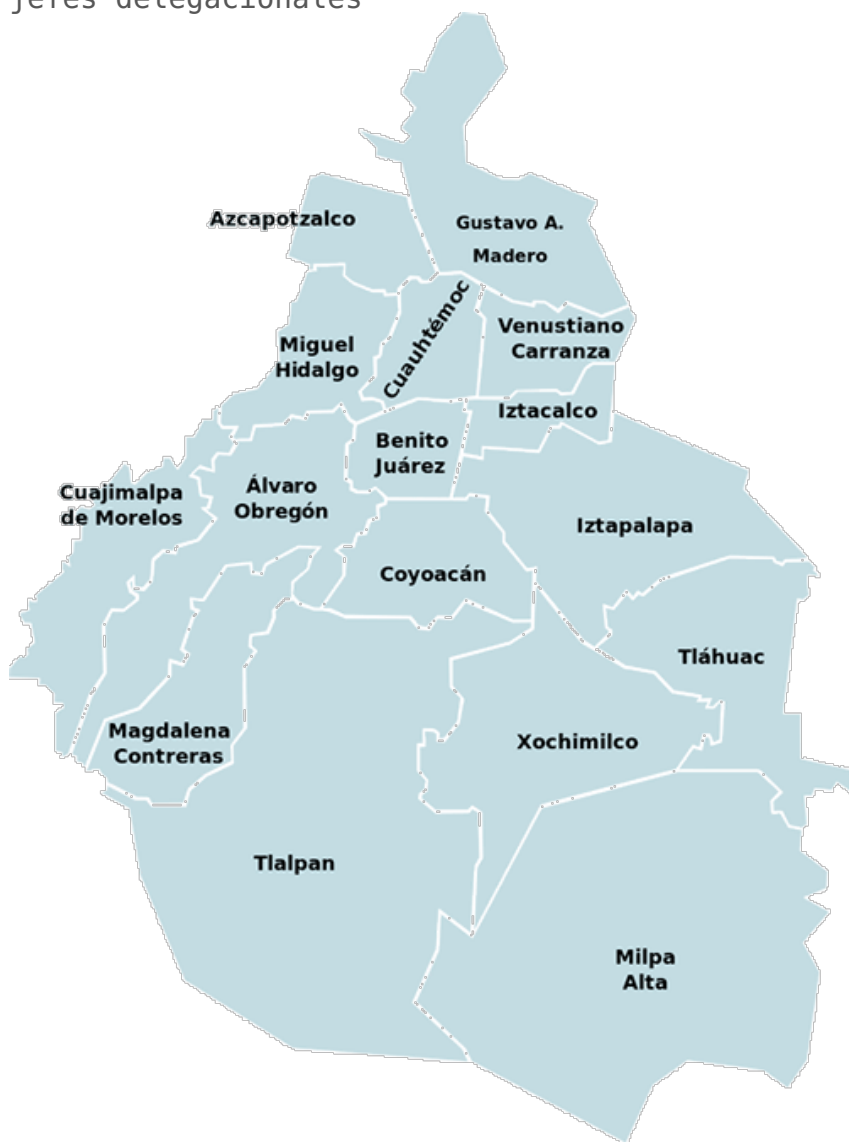 jefes delegacionales
Azcapotzalco
Gustavo A.
Madero
Cuauhtémoc
Venustiano
Carranza
Miguel
Hidalgo
Iztacalco
Benito
Juárez
Cuajimalpa
de Morelos
Álvaro
Obregón
Iztapalapa
Coyoacán
Tláhuac
Magdalena
Contreras
Xochimilco
Tlalpan
Milpa
Alta